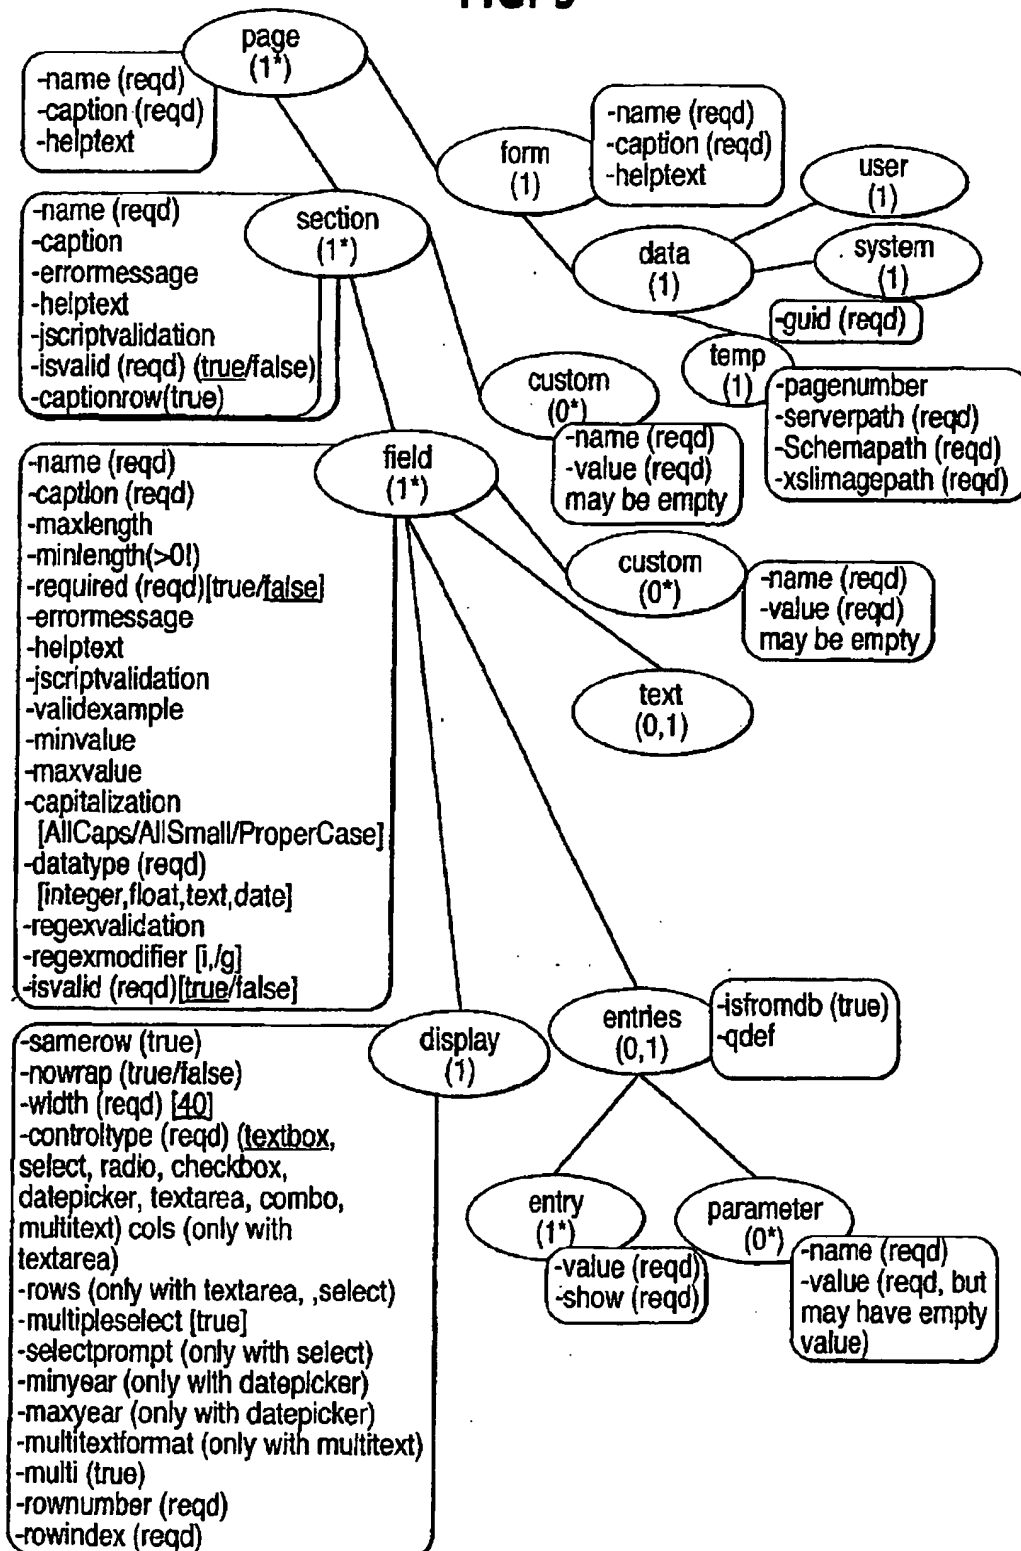 page
(1*)
-name (reqd)
-caption (reqd)
-helptext
form
(1)
-name (reqd)
-caption (reqd)
-helptext
user
(1)
data
(1)
system
(1)
-guid (reqd)
temp
(1)
-pagenumber
-serverpath (reqd)
-Schemapath (reqd)
-xslimagepath (reqd)
section
(1*)
-name (reqd)
-caption
-errormessage
-helptext
-jscriptvalidation
-isvalid (reqd) (true/false)
-captionrow(true)
custom
(0*)
-name (reqd)
-value (reqd)
may be empty
field
(1*)
-name (reqd)
-caption (reqd)
-maxlength
-minlength(>0!)
-required (reqd)[true/false]
-errormessage
-helptext
-jscriptvalidation
-validexample
-minvalue
-maxvalue
-capitalization
[AllCaps/AllSmall/ProperCase]
-datatype (reqd)
[integer,float,text,date]
-regexvalidation
-regexmodifier [i,/g]
-isvalid (reqd)[true/false]
custom
(0*)
-name (reqd)
-value (reqd)
may be empty
text
(0,1)
display
(1)
-samerow (true)
-nowrap (true/false)
-width (reqd) [40]
-controltype (reqd) (textbox,
select, radio, checkbox,
datepicker, textarea, combo,
multitext) cols (only with
textarea)
-rows (only with textarea, ,select)
-multipleselect [true]
-selectprompt (only with select)
-minyear (only with datepicker)
-maxyear (only with datepicker)
-multitextformat (only with multitext)
-multi (true)
-rownumber (reqd)
-rowindex (reqd)
entries
(0,1)
-isfromdb (true)
-qdef
entry
(1*)
-value (reqd)
-show (reqd)
parameter
(0*)
-name (reqd)
-value (reqd, but
may have empty
value)